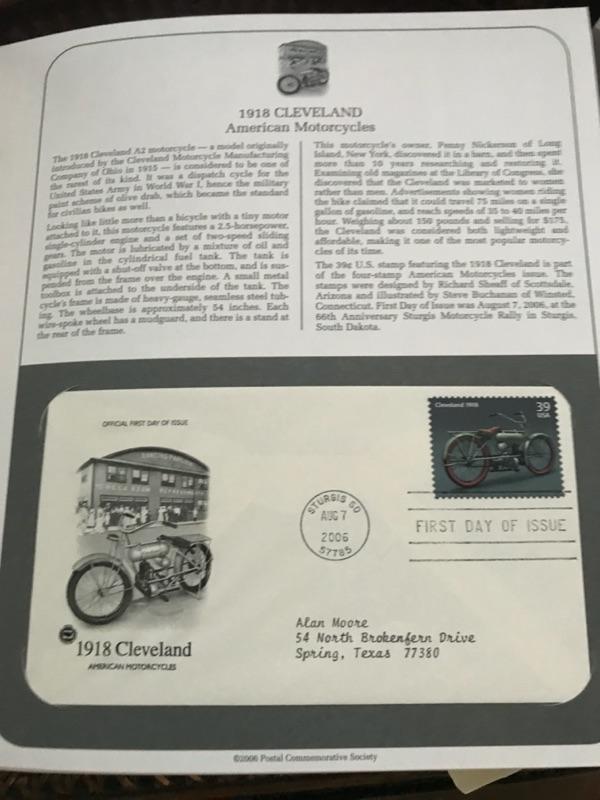 1918 CLEVELAND
American Motorcycles
The 1918 Cleveland A2 motorcycle — a model originally
introduced by the Cleveland Motorcycle Manufacturing
Company of Ohio in 1915 — is considered to be one of
the rarest of its kind. It was a dispatch cycle for the
United States Army in World War I, hence the military
paint scheme of olive drab, which became the standard
for civilian bikes as well.
Looking like little more than a bicycle with a tiny motor
attached to it, this motorcycle features a 2.5-horsepower,
single-cylinder engine and a set of two-speed sliding
gears. The motor is lubricated by a mixture of oil and
gasoline in the cylindrical fuel tank. The tank is
equipped with a shut-off valve at the bottom, and is sus-
pended from the frame over the engine. A small metal
toolbox is attached to the underside of the tank. The
cycle's frame is made of heavy-gauge, seamless steel tub-
ing. The wheelbase is approximately 54 inches. Each
wire-spoke wheel has a mudguard, and there is a stand at
the rear of the frame.
This motorcycle's owner, Penny Nickerson of Long
Island, New York, discovered it in a barn, and then spent
more than 10 years researching and restoring it.
Examining old magazines at the Library of Congress, she
discovered that the Cleveland was marketed to women
rather than men. Advertisements showing women riding
the bike claimed that it could travel 75 miles on a single
gallon of gasoline, and reach speeds of 35 to 40 miles per
hour. Weighing about 150 pounds and selling for $175,
the Cleveland was considered both lightweight and
affordable, making it one of the most popular motorcy-
cles of its time.
The 39¢ U.S. stamp featuring the 1918 Cleveland is part
of the four-stamp American Motorcycles issue. The
stamps were designed by Richard Sheaff of Scottsdale,
Arizona and illustrated by Steve Buchanan of Winsted,
Connecticut. First Day of Issue was August 7, 2006, at the
66th Anniversary Sturgis Motorcycle Rally in Sturgis,
South Dakota.
OFFICIAL FIRST DAY OF ISSUE
DANCING PAVILION
1918 Cleveland
AMERICAN MOTORCYCLES
STURGIS SD
AUG 7
2006
57785
Cleveland 1918
39
USA
FIRST DAY OF ISSUE
Alan Moore
54 North Brokenfern Drive
Spring, Texas 77380
©2006 Postal Commemorative Society